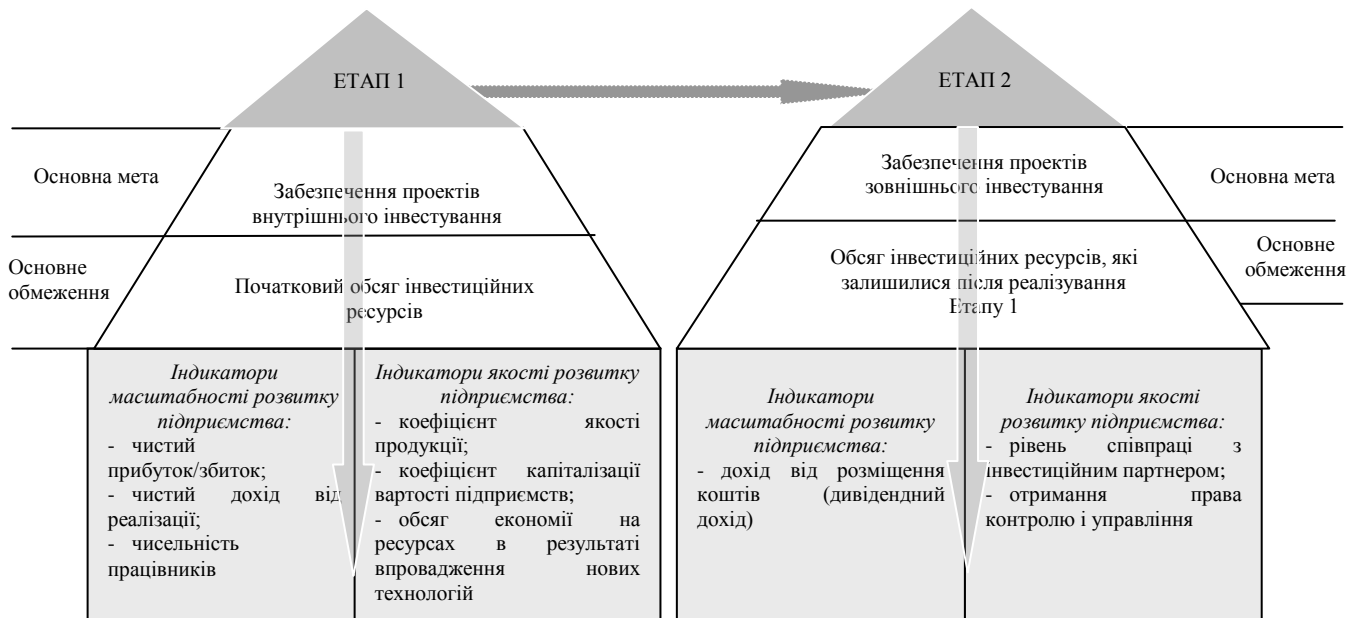 ЕТАП 1
Основна мета
Забезпечення проектів
внутрішнього інвестування
Основне
обмеження
Початковий обсяг інвестиційних
ресурсів
Індикатори
масштабності розвитку
підприємства:
- чистий
прибуток/збиток;
- чистий дохід від
реалізації;
- чисельність
працівників
Індикатори якості розвитку
підприємства:
- коефіцієнт якості
продукції;
- коефіцієнт капіталізації
вартості підприємств;
- обсяг економії на
ресурсах в результаті
впровадження нових
технологій
ЕТАП 2
Забезпечення проектів
зовнішнього інвестування
Основна мета
Обсяг інвестиційних ресурсів, які
залишилися після реалізування
Етапу 1
Основне
обмеження
Індикатори
масштабності розвитку
підприємства:
- дохід від розміщення
коштів (дивідендний
дохід)
Індикатори якості
розвитку підприємства:
- рівень співпраці з
інвестиційним партнером;
- отримання права
контролю і управління